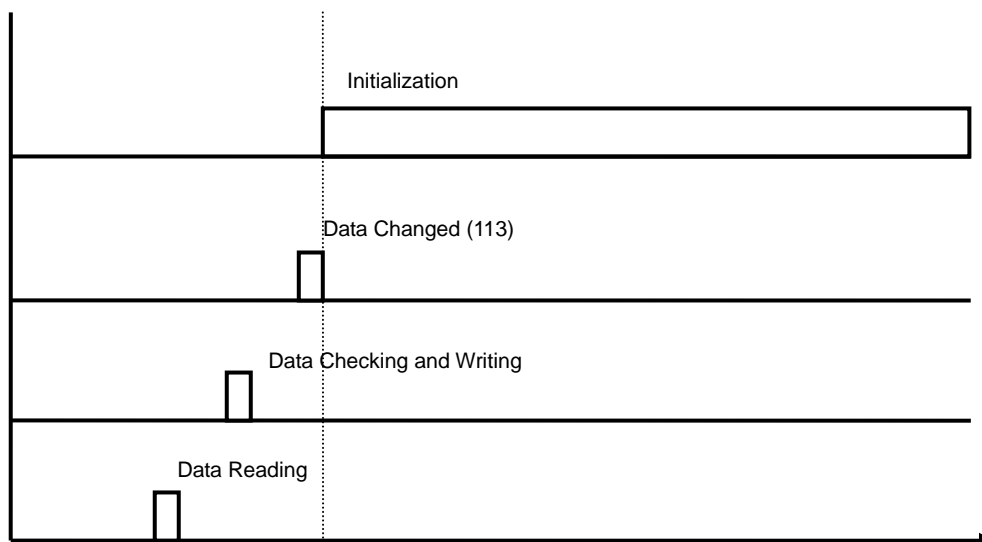 Initialization
Data Changed (113)
Data Checking and Writing
Data Reading